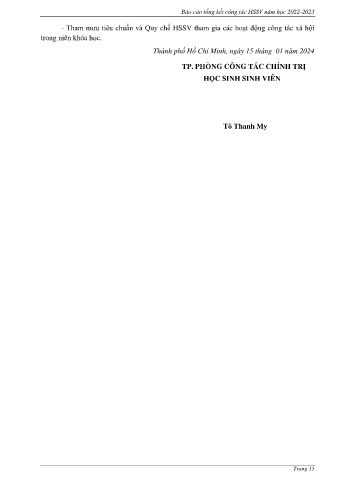 Báo cáo tổng kết công tác HSSV năm học 2022-2023
- Tham mưu tiêu chuẩn và Quy chế HSSV tham gia các hoạt động công tác xã hội
trong niên khóa học.
Thành phố Hồ Chí Minh, ngày 15 tháng 01 năm 2024
TP. PHÒNG CÔNG TÁC CHÍNH TRỊ
HỌC SINH SINH VIÊN
Tô Thanh My
Trang 15